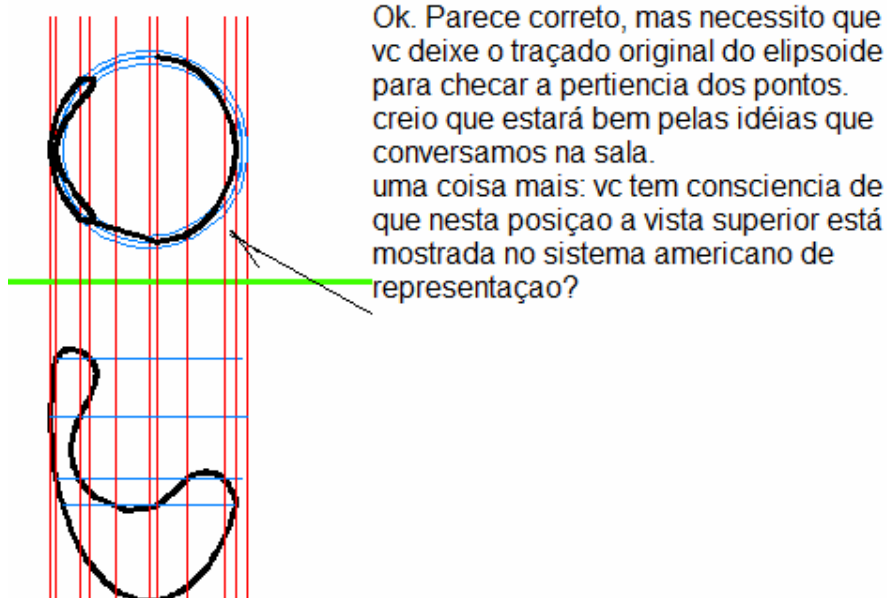 Ok. Parece correto, mas necessito que
vc deixe o traçado original do elipsoide
para checar a pertiencia dos pontos.
creio que estará bem pelas idéias que
conversamos na sala.
uma coisa mais: vc tem consciencia de
que nesta posiçao a vista superior está
mostrada no sistema americano de
representaçao?